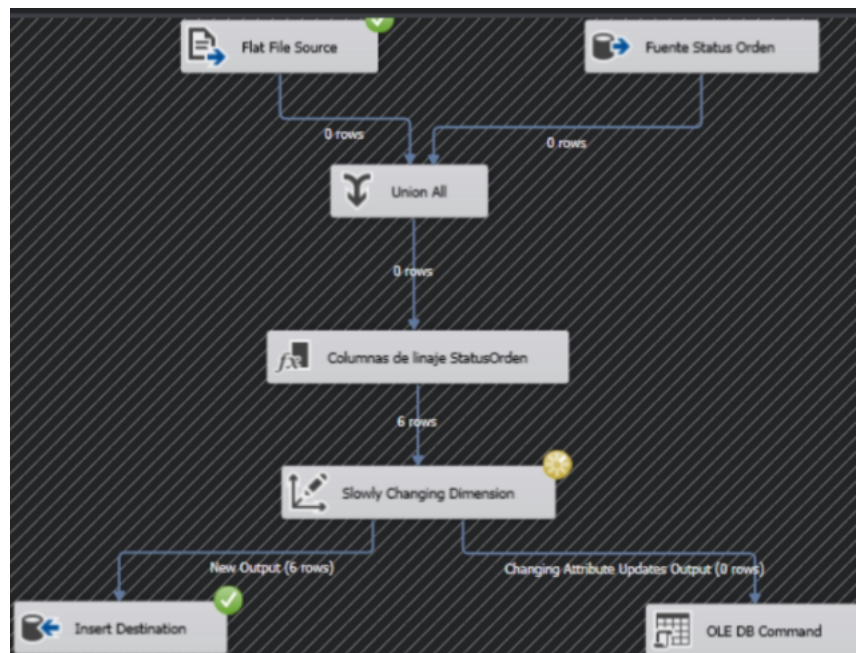 Flat File Source
Fuente Status Orden
0 rows
0 rows
Union All
0 rows
Columnas de linaje StatusOrden
6 rows
Slowly Changing Dimension
New Output (6 rows)
Changing Attribute Updates Output (0 rows)
Insert Destination
OLE DB Command